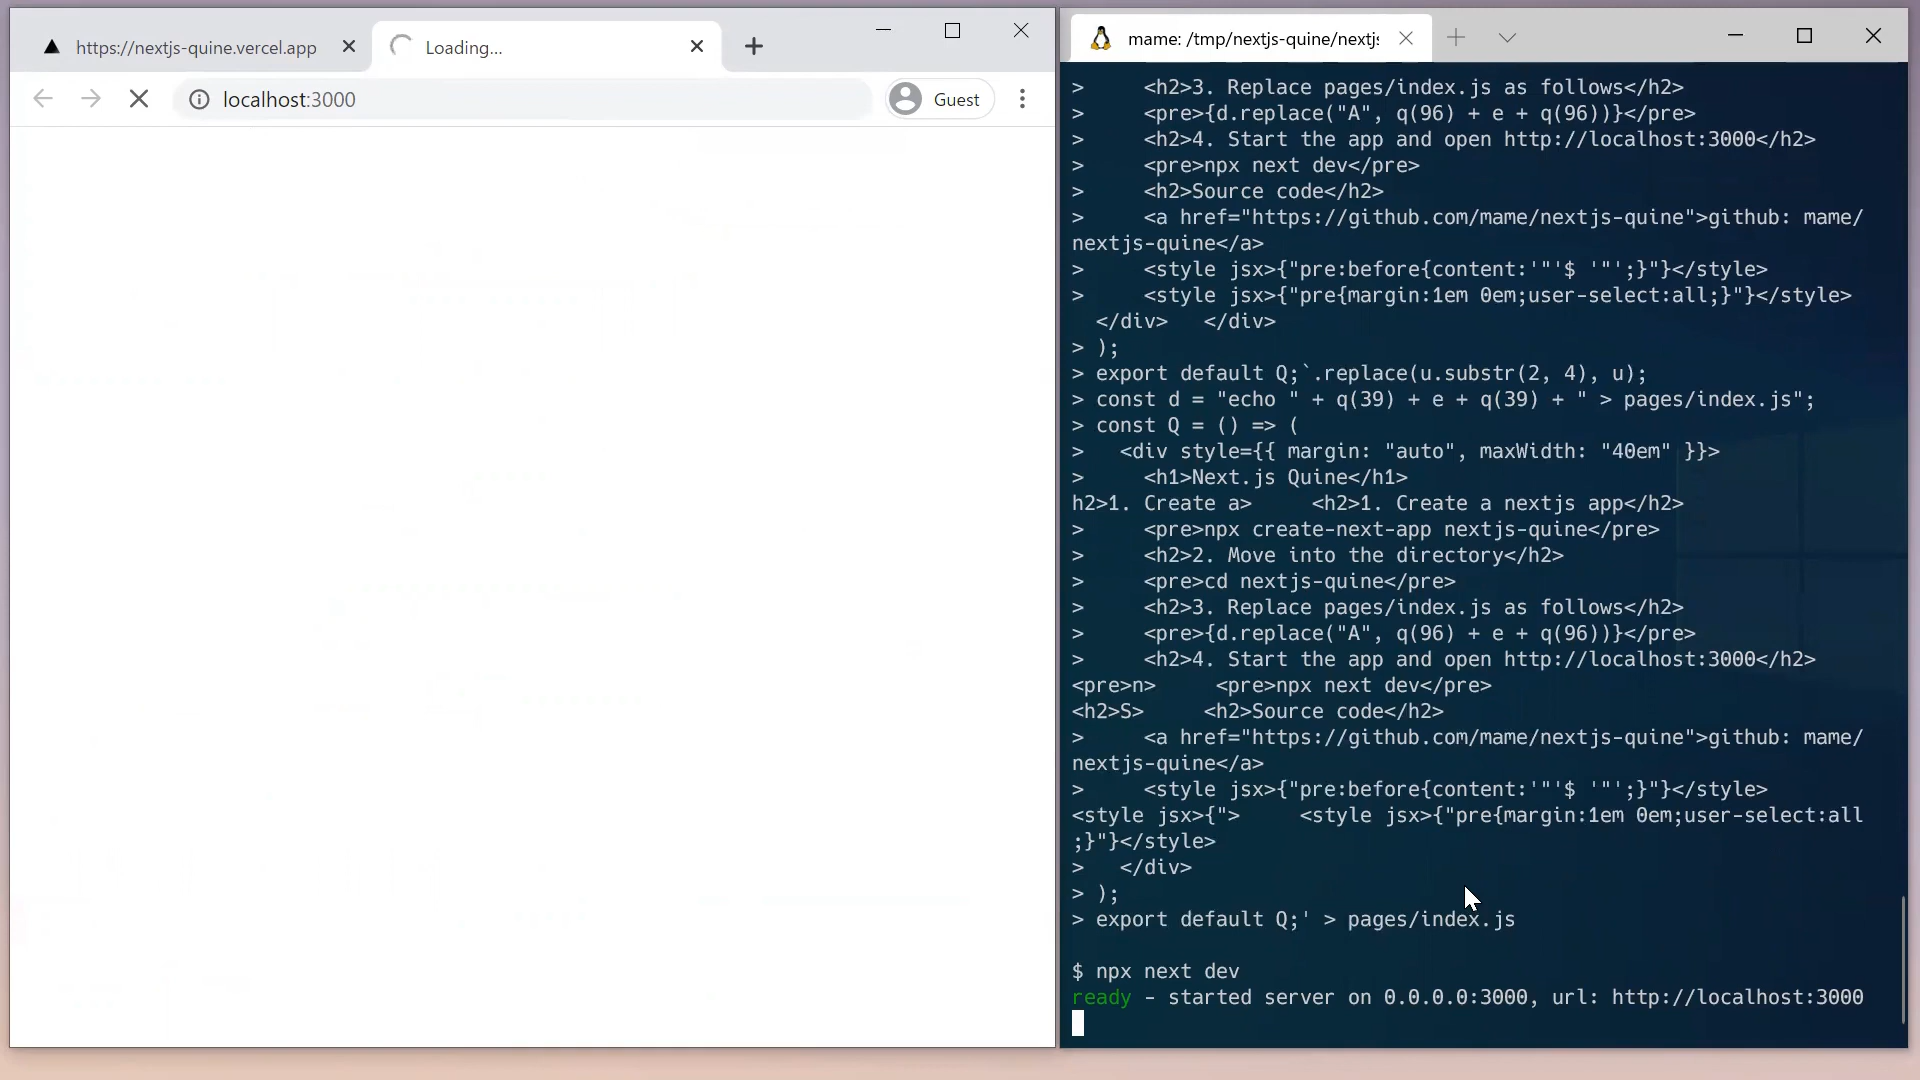 https://nextjs-quine.vercel.app
Loading...
localhost:3000
Guest
mame: /tmp/nextjs-quine/nextjs
>     <h2>3. Replace pages/index.js as follows</h2>
>     <pre>{d.replace("A", q(96) + e + q(96))}</pre>
>     <h2>4. Start the app and open http://localhost:3000</h2>
>     <pre>npx next dev</pre>
>     <h2>Source code</h2>
>     <a href="https://github.com/mame/nextjs-quine">github: mame/
nextjs-quine</a>
>     <style jsx>{"pre:before{content:'"'$ '"';}"}</style>
>     <style jsx>{"pre{margin:1em 0em;user-select:all;}"}</style>
  </div>   </div>
> );
> export default Q;`.replace(u.substr(2, 4), u);
> const d = "echo " + q(39) + e + q(39) + " > pages/index.js";
> const Q = () => (
>   <div style={{ margin: "auto", maxWidth: "40em" }}>
>     <h1>Next.js Quine</h1>
h2>1. Create a>     <h2>1. Create a nextjs app</h2>
>     <pre>npx create-next-app nextjs-quine</pre>
>     <h2>2. Move into the directory</h2>
>     <pre>cd nextjs-quine</pre>
>     <h2>3. Replace pages/index.js as follows</h2>
>     <pre>{d.replace("A", q(96) + e + q(96))}</pre>
>     <h2>4. Start the app and open http://localhost:3000</h2>
<pre>n>     <pre>npx next dev</pre>
<h2>S>     <h2>Source code</h2>
>     <a href="https://github.com/mame/nextjs-quine">github: mame/
nextjs-quine</a>
>     <style jsx>{"pre:before{content:'"'$ '"';}"}</style>
<style jsx>{">     <style jsx>{"pre{margin:1em 0em;user-select:all
;}"}</style>
>   </div>
> );
> export default Q;' > pages/index.js
$ npx next dev
ready - started server on 0.0.0.0:3000, url: http://localhost:3000